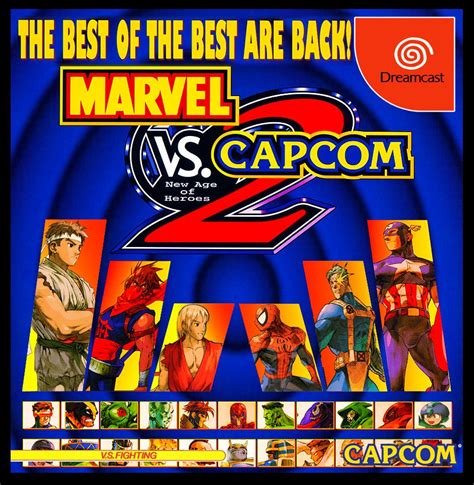 THE BEST OF THE BEST ARE BACK!
Dreamcast
MARVEL
VS. CAPCOM
2
New Age
of
Heroes
V.S. FIGHTING
CAPCOM®